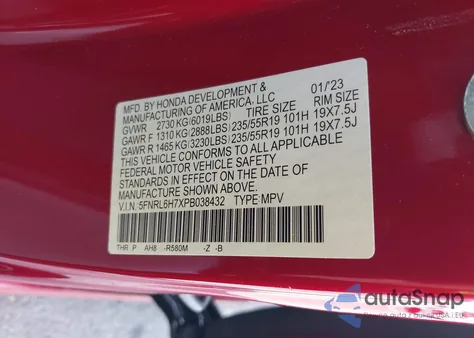 MFD. BY HONDA DEVELOPMENT & 01/'23
MANUFACTURING OF AMERICA, LLC
TIRE SIZE RIM SIZE
GVWR 2730 KG(6019LBS)
GAWR F 1310 KG(2888LBS) 235/55R19 101H 19X7.5J
GAWR R 1465 KG(3230LBS) 235/55R19 101H 19X7.5J
THIS VEHICLE CONFORMS TO ALL APPLICABLE
FEDERAL MOTOR VEHICLE SAFETY
STANDARDS IN EFFECT ON THE DATE OF
MANUFACTURE SHOWN ABOVE.
V.I.N. 5FNRL6H7XPB038432 TYPE:MPV
THR P AH8 -R580M -Z -B
autoSnap